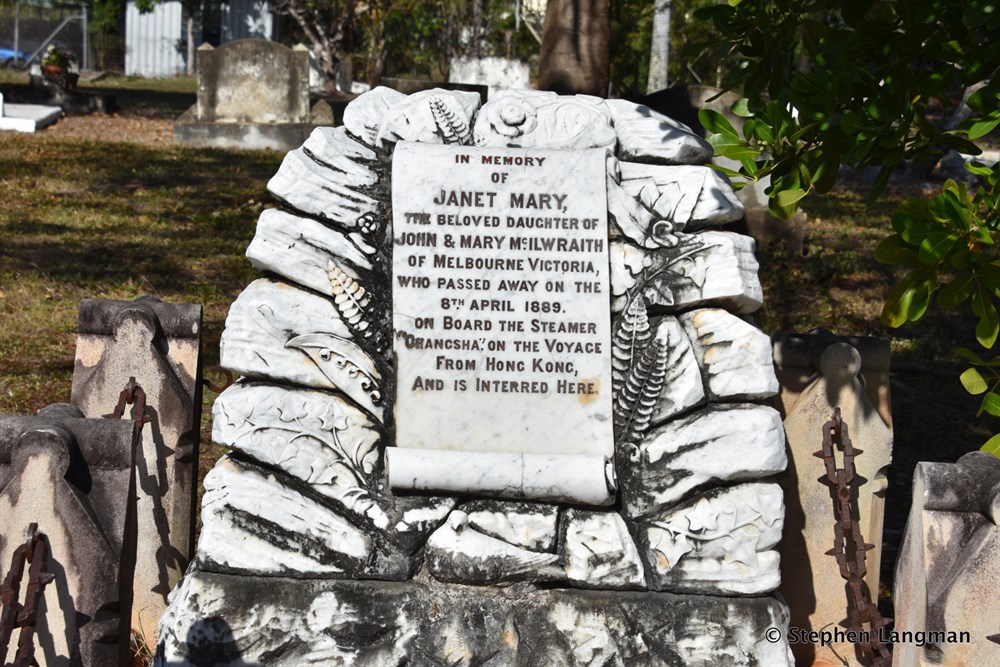 IN MEMORY
OF
JANET MARY,
THE BELOVED DAUGHTER OF
JOHN & MARY McILWRAITH
OF MELBOURNE VICTORIA,
WHO PASSED AWAY ON THE
8TH APRIL 1889.
ON BOARD THE STEAMER
"CHANGSHA", ON THE VOYAGE
FROM HONG KONG,
AND IS INTERRED HERE.
© Stephen Langman